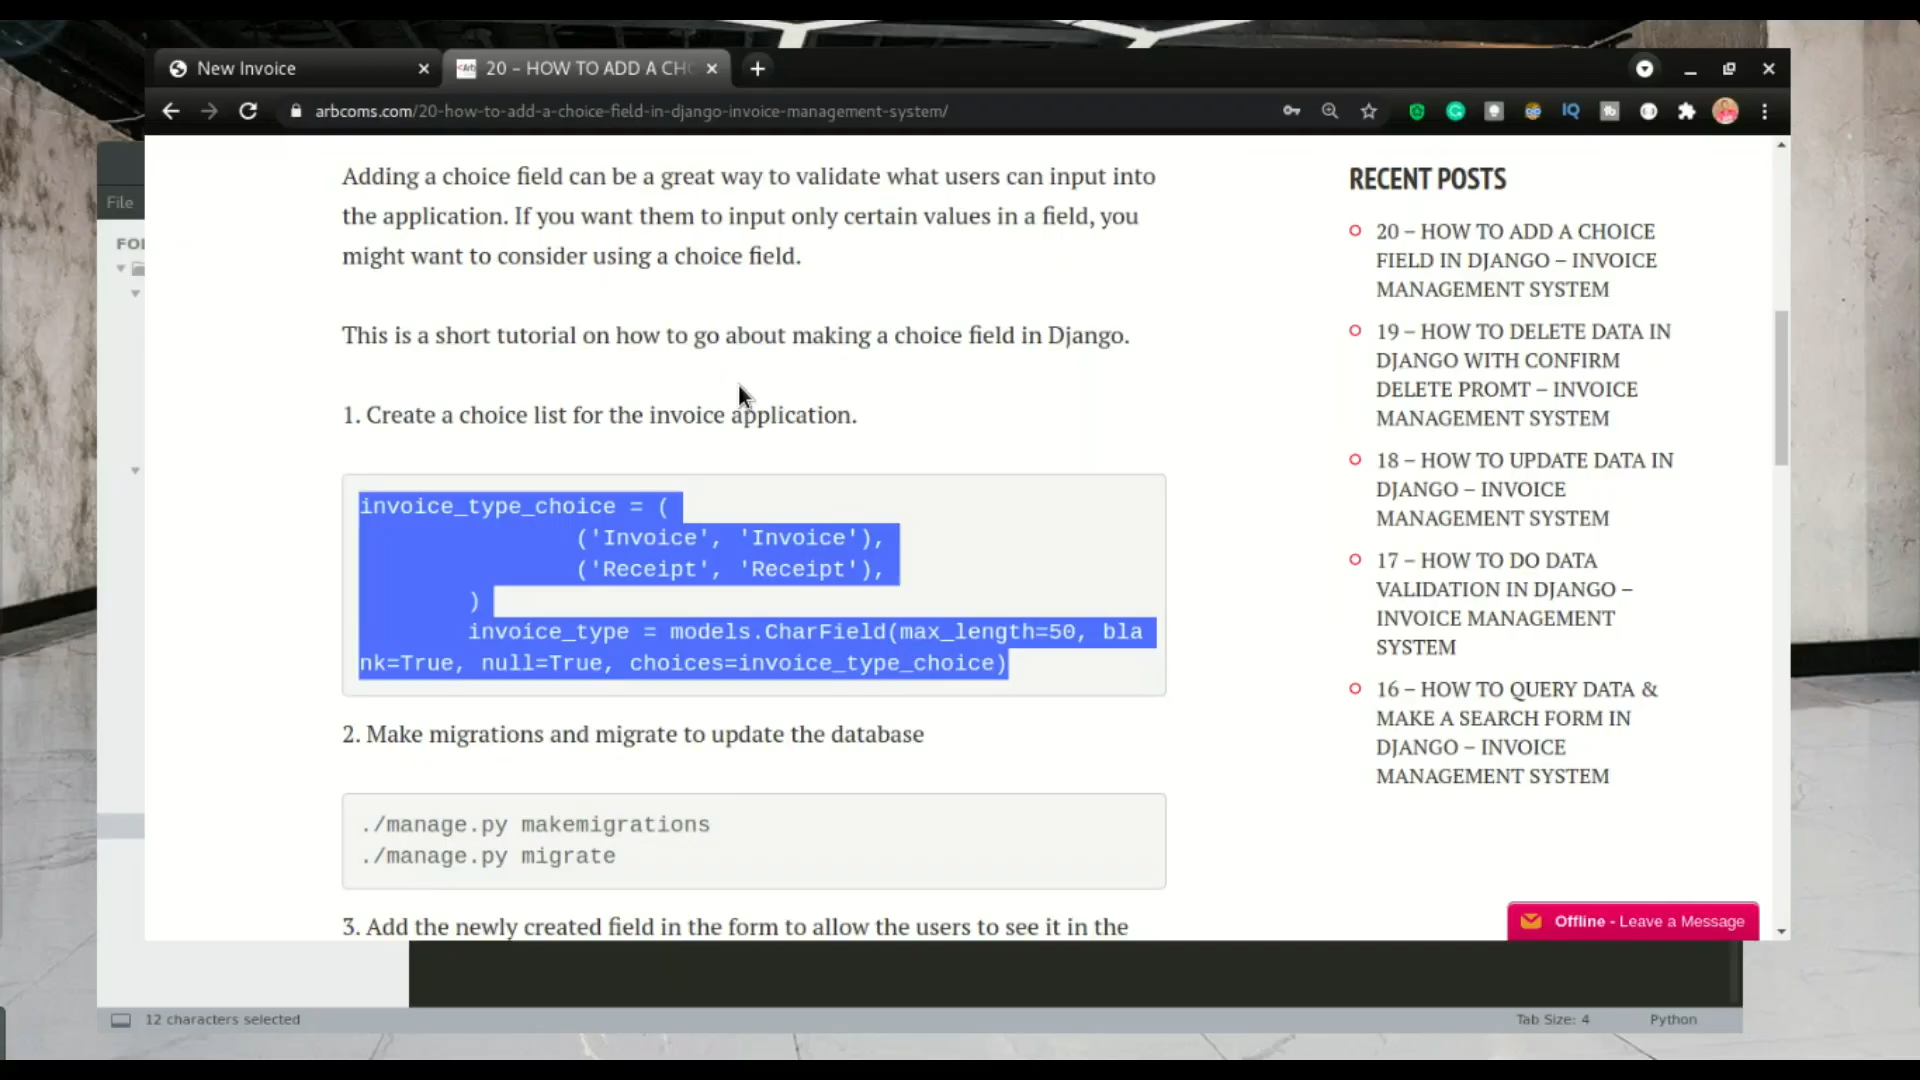 New Invoice
20 – HOW TO ADD A CHO
arbcoms.com/20-how-to-add-a-choice-field-in-django-invoice-management-system/
File
FOL
Adding a choice field can be a great way to validate what users can input into
the application. If you want them to input only certain values in a field, you
might want to consider using a choice field.
This is a short tutorial on how to go about making a choice field in Django.
1. Create a choice list for the invoice application.
invoice_type_choice = (
('Invoice', 'Invoice'),
('Receipt', 'Receipt'),
)
invoice_type = models.CharField(max_length=50, bla
nk=True, null=True, choices=invoice_type_choice)
2. Make migrations and migrate to update the database
./manage.py makemigrations
./manage.py migrate
3. Add the newly created field in the form to allow the users to see it in the
RECENT POSTS
20 – HOW TO ADD A CHOICE
FIELD IN DJANGO – INVOICE
MANAGEMENT SYSTEM
19 – HOW TO DELETE DATA IN
DJANGO WITH CONFIRM
DELETE PROMT – INVOICE
MANAGEMENT SYSTEM
18 – HOW TO UPDATE DATA IN
DJANGO – INVOICE
MANAGEMENT SYSTEM
17 – HOW TO DO DATA
VALIDATION IN DJANGO –
INVOICE MANAGEMENT
SYSTEM
16 – HOW TO QUERY DATA &
MAKE A SEARCH FORM IN
DJANGO – INVOICE
MANAGEMENT SYSTEM
Offline - Leave a Message
12 characters selected
Tab Size: 4
Python